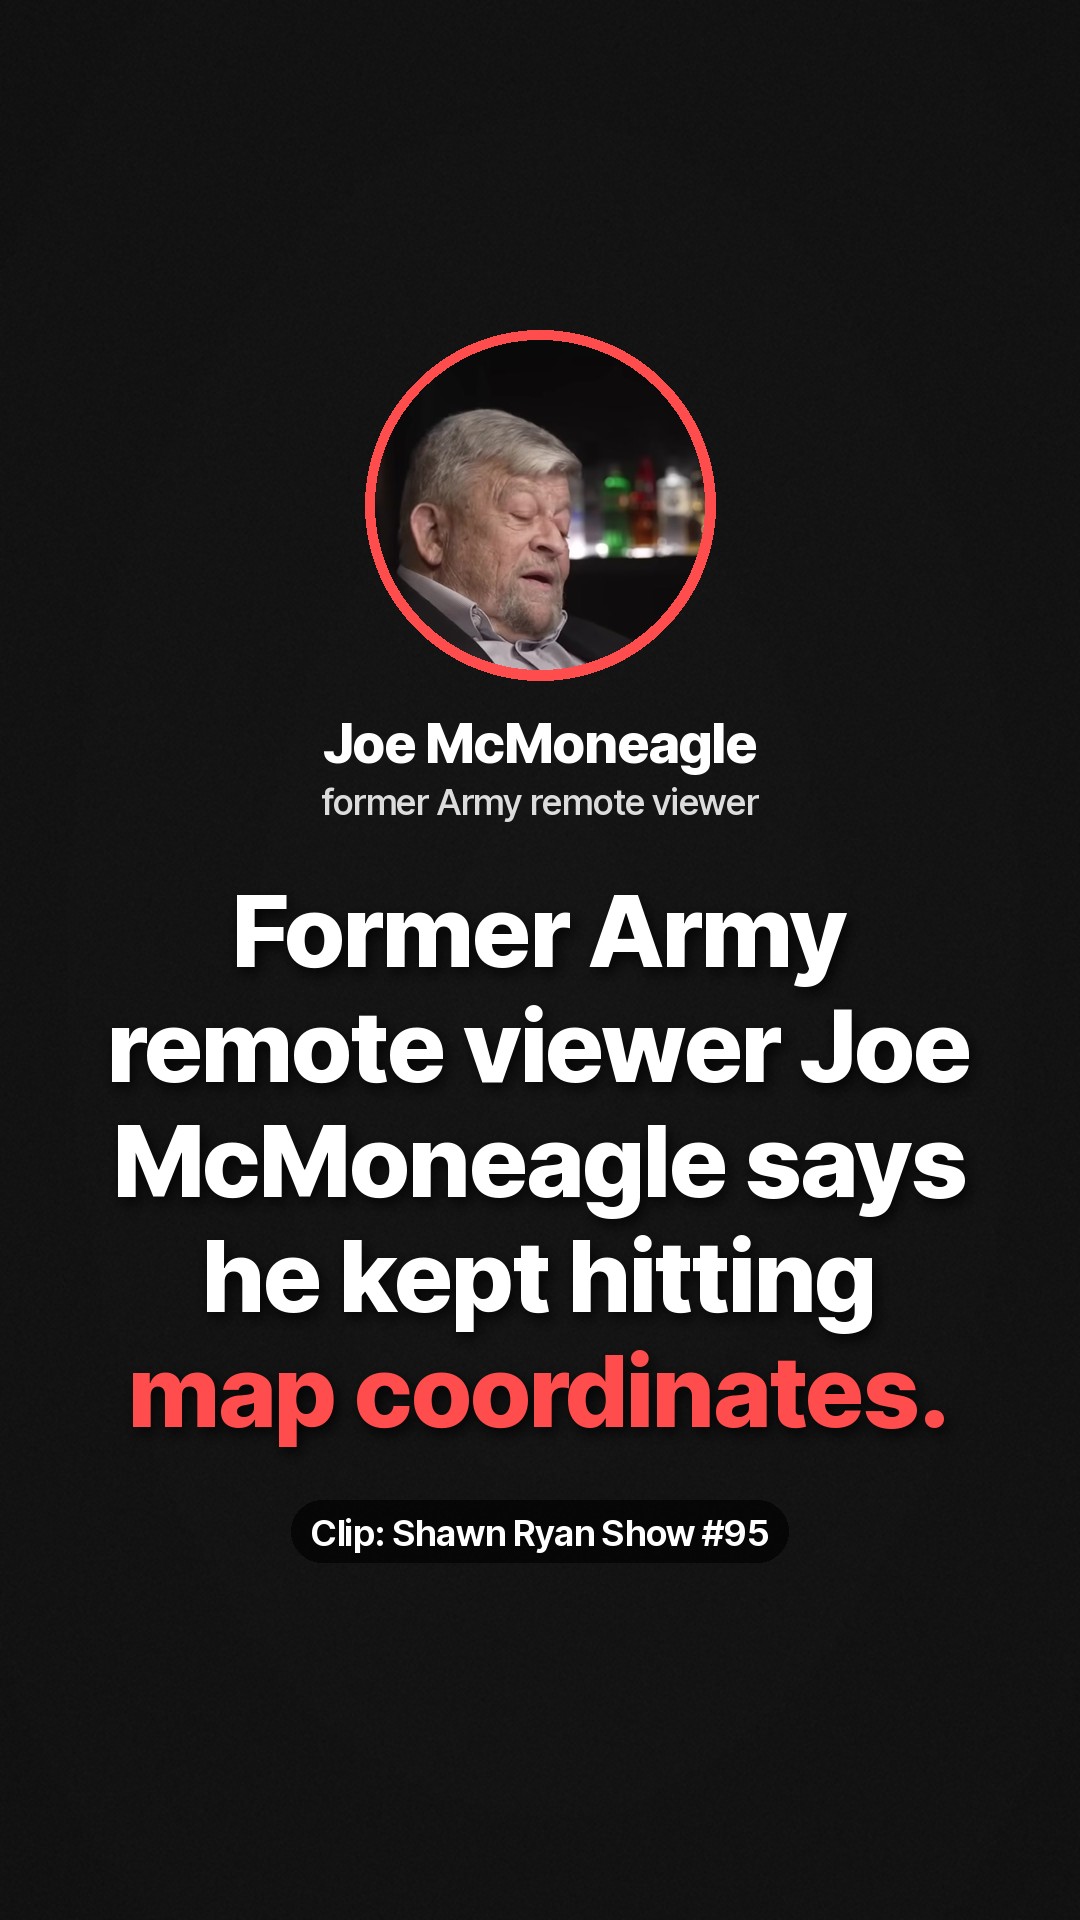 Joe McMoneagle
former Army remote viewer
Former Army
remote viewer Joe
McMoneagle says
he kept hitting
map coordinates.
Clip: Shawn Ryan Show #95